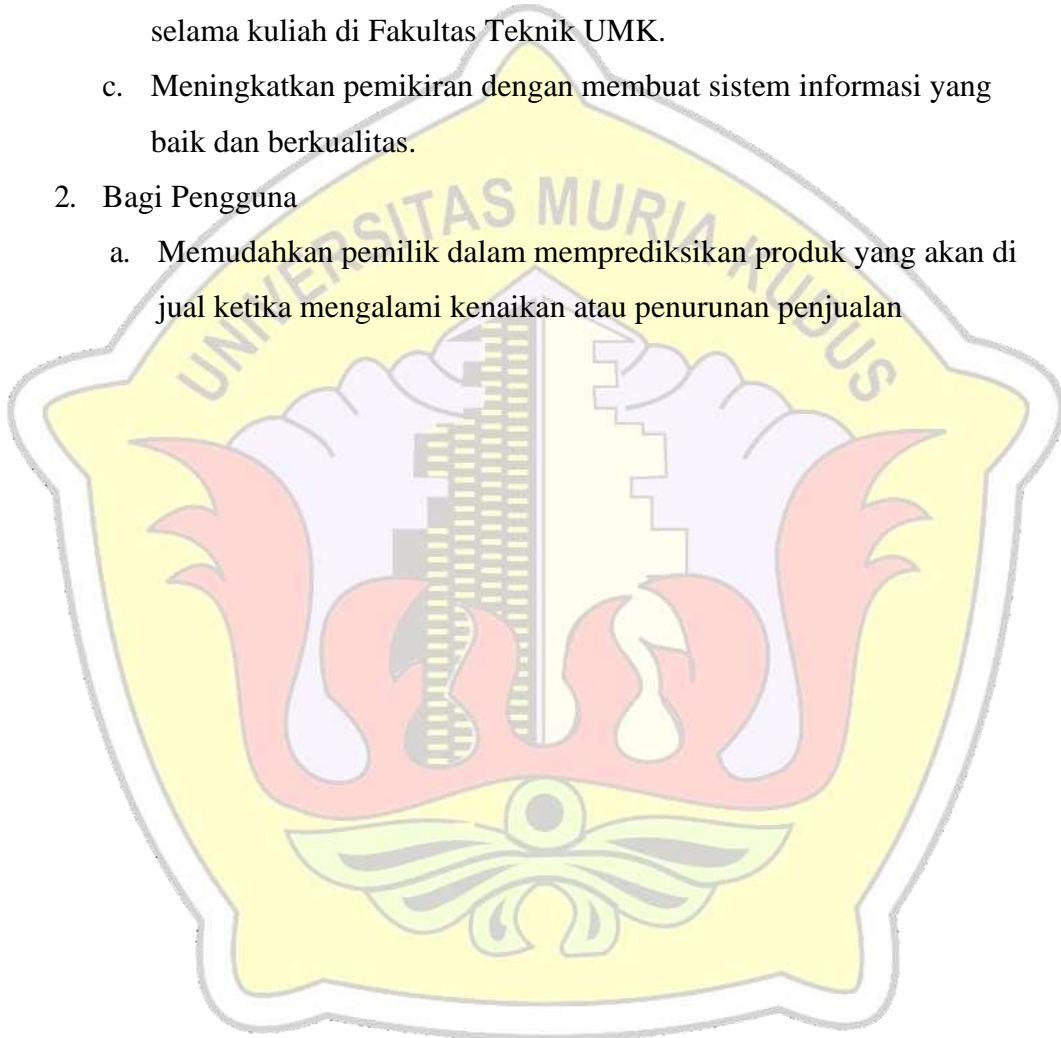 selama kuliah di Fakultas Teknik UMK.
c. Meningkatkan pemikiran dengan membuat sistem informasi yang
baik dan berkualitas.
2. Bagi Pengguna
a. Memudahkan pemilik dalam memprediksikan produk yang akan di
jual ketika mengalami kenaikan atau penurunan penjualan
UNIVERSITAS MURIA KUDUS